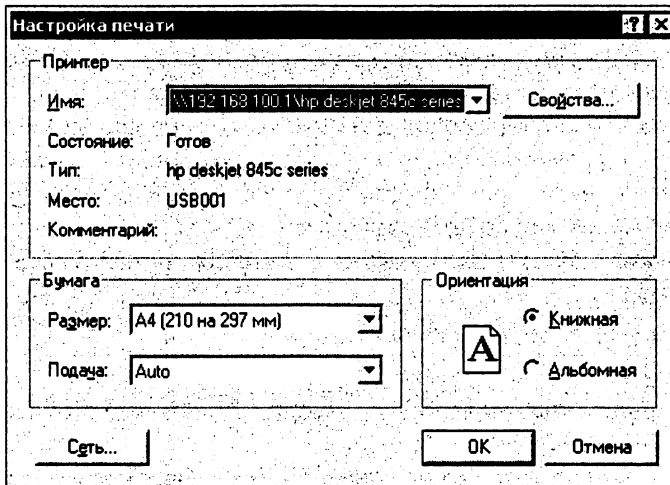 Настройка печати
Принтер
Имя: \\192.168.100.1\hp deskjet 845c series Свойства...
Состояние: Готов
Тип: hp deskjet 845c series
Место: USB001
Комментарий:
Бумага
Размер: A4 (210 на 297 мм)
Подача: Auto
Ориентация
A
Книжная
Альбомная
Сеть... OK Отмена